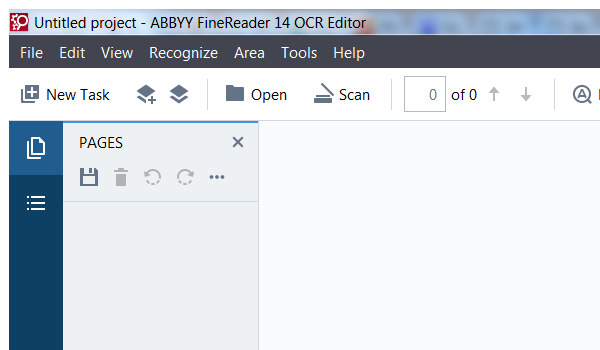 Untitled project - ABBYY FineReader 14 OCR Editor
File Edit View Recognize Area Tools Help
New Task Open Scan 0 of 0
PAGES